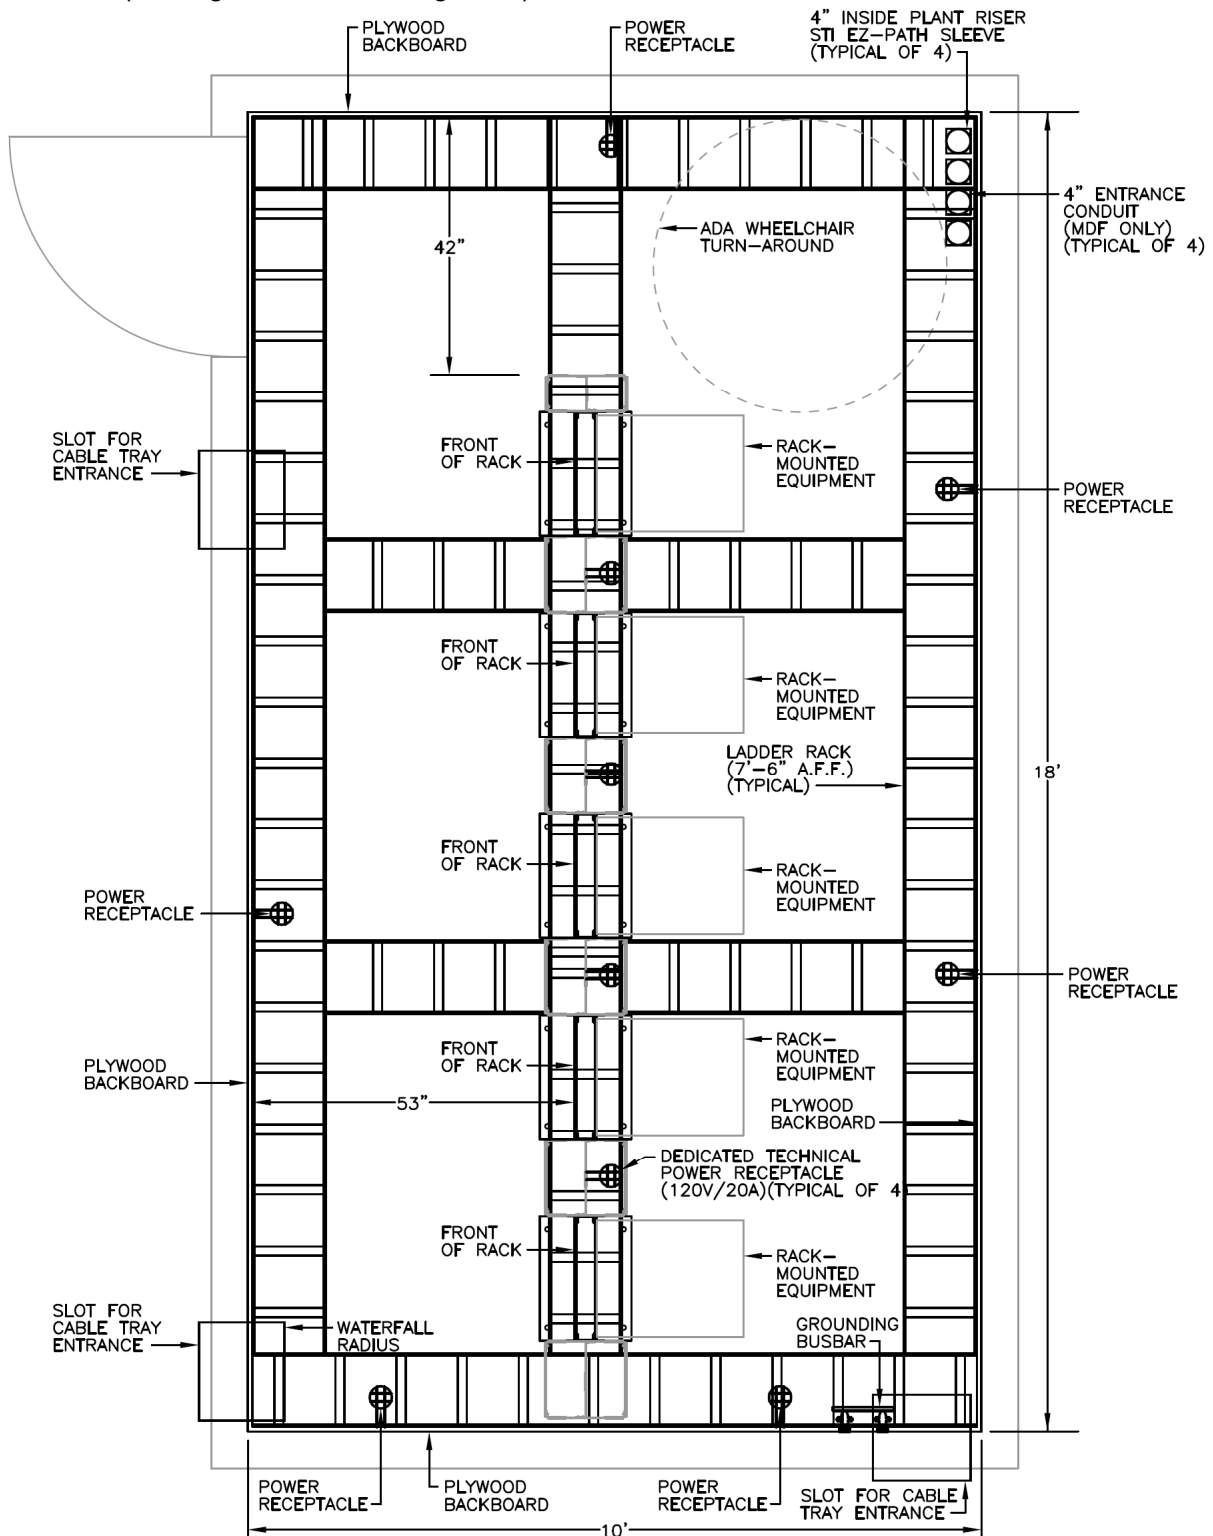 PLYWOOD
BACKBOARD
POWER
RECEPTACLE
4" INSIDE PLANT RISER
STI EZ-PATH SLEEVE
(TYPICAL OF 4)
4" ENTRANCE
CONDUIT
(MDF ONLY)
(TYPICAL OF 4)
42"
ADA WHEELCHAIR
TURN-AROUND
SLOT FOR
CABLE TRAY
ENTRANCE
FRONT
OF RACK
RACK-
MOUNTED
EQUIPMENT
POWER
RECEPTACLE
FRONT
OF RACK
RACK-
MOUNTED
EQUIPMENT
LADDER RACK
(7'-6" A.F.F.)
(TYPICAL)
18'
FRONT
OF RACK
RACK-
MOUNTED
EQUIPMENT
POWER
RECEPTACLE
POWER
RECEPTACLE
FRONT
OF RACK
RACK-
MOUNTED
EQUIPMENT
PLYWOOD
BACKBOARD
53"
PLYWOOD
BACKBOARD
DEDICATED TECHNICAL
POWER RECEPTACLE
(120V/20A)(TYPICAL OF 4)
FRONT
OF RACK
RACK-
MOUNTED
EQUIPMENT
SLOT FOR
CABLE TRAY
ENTRANCE
WATERFALL
RADIUS
GROUNDING
BUSBAR
POWER
RECEPTACLE
PLYWOOD
BACKBOARD
POWER
RECEPTACLE
SLOT FOR CABLE
TRAY ENTRANCE
10'